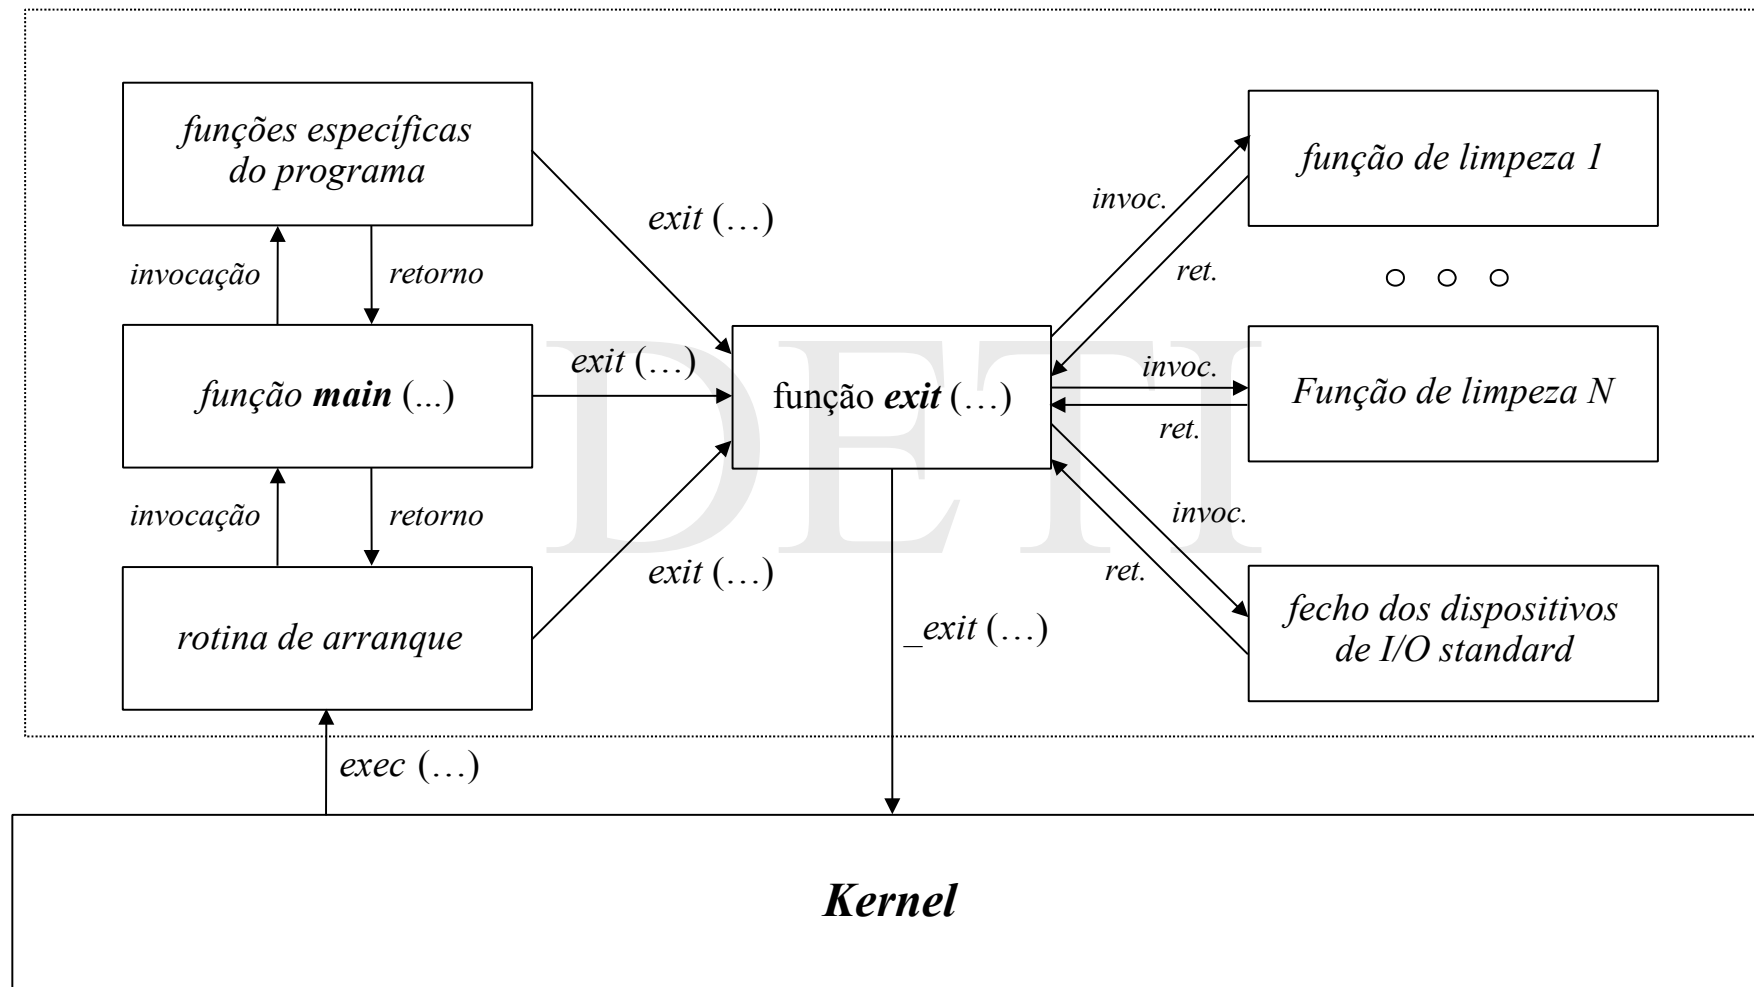 funções específicas
do programa
função de limpeza 1
invoc.
exit (…)
ret.
invocação
retorno
função main (...)
exit (…)
função exit (…)
invoc.
ret.
Função de limpeza N
DETI
invocação
retorno
invoc.
exit (…)
ret.
rotina de arranque
_exit (…)
fecho dos dispositivos
de I/O standard
exec (…)
Kernel